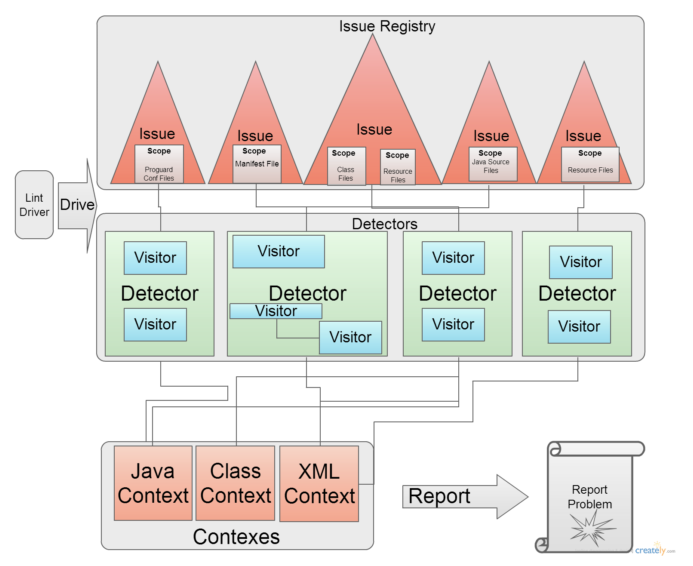 Issue Registry
Issue
Scope
Proguard
Conf Files
Issue
Scope
Manifest File
Issue
Scope
Class
Files
Scope
Resource
Files
Issue
Scope
Java Source
Files
Issue
Scope
Resource Files
Lint
Driver
Drive
Detectors
Visitor
Detector
Visitor
Visitor
Detector
Visitor
Visitor
Visitor
Detector
Visitor
Visitor
Detector
Visitor
Java
Context
Class
Context
XML
Context
Contexes
Report
Report
Problem
creately